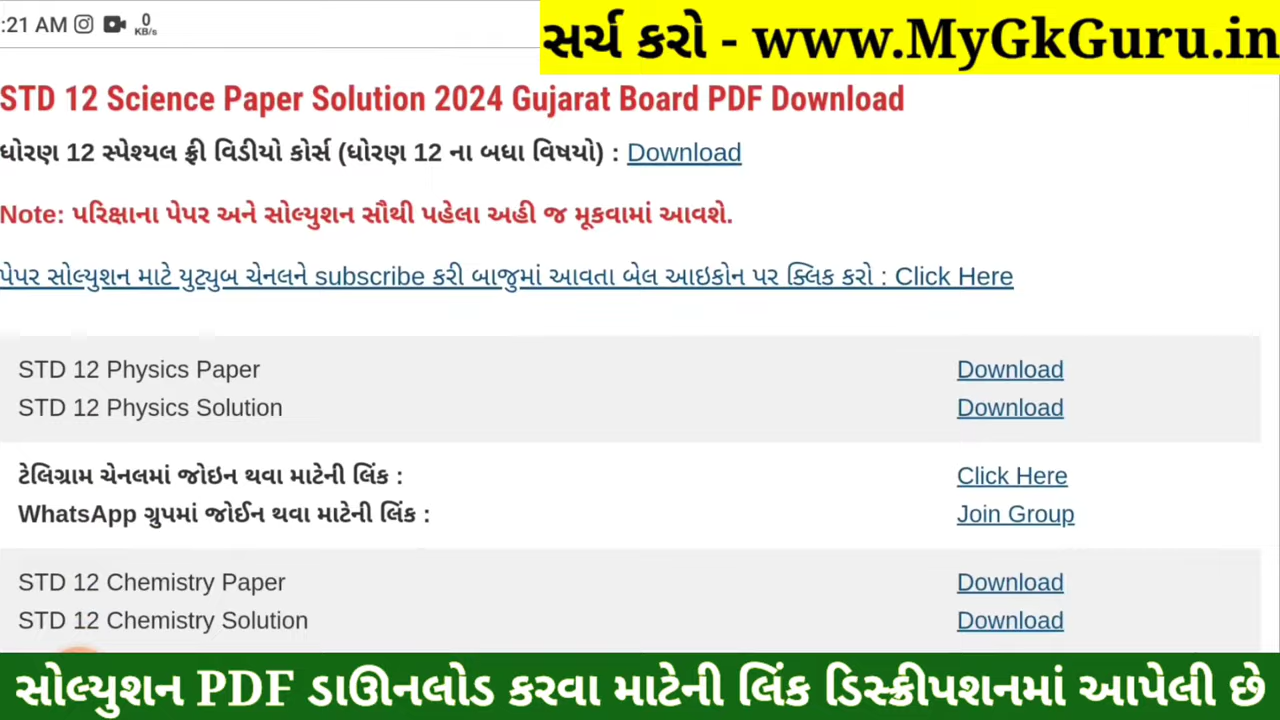 :21 AM 0 KB/s
સર્ચ કરો - www.MyGkGuru.in
STD 12 Science Paper Solution 2024 Gujarat Board PDF Download
ધોરણ 12 સ્પેશ્યલ ફ્રી વિડીયો કોર્સ (ધોરણ 12 ના બધા વિષયો) : Download
Note: પરિક્ષાના પેપર અને સોલ્યુશન સૌથી પહેલા અહી જ મૂકવામાં આવશે.
પેપર સોલ્યુશન માટે યુટ્યુબ ચેનલને subscribe કરી બાજુમાં આવતા બેલ આઇકોન પર ક્લિક કરો : Click Here
STD 12 Physics Paper Download
STD 12 Physics Solution Download
ટેલિગ્રામ ચેનલમાં જોઇન થવા માટેની લિંક : Click Here
WhatsApp ગ્રુપમાં જોઈન થવા માટેની લિંક : Join Group
STD 12 Chemistry Paper Download
STD 12 Chemistry Solution Download
સોલ્યુશન PDF ડાઊનલોડ કરવા માટેની લિંક ડિસ્ક્રીપશનમાં આપેલી છે